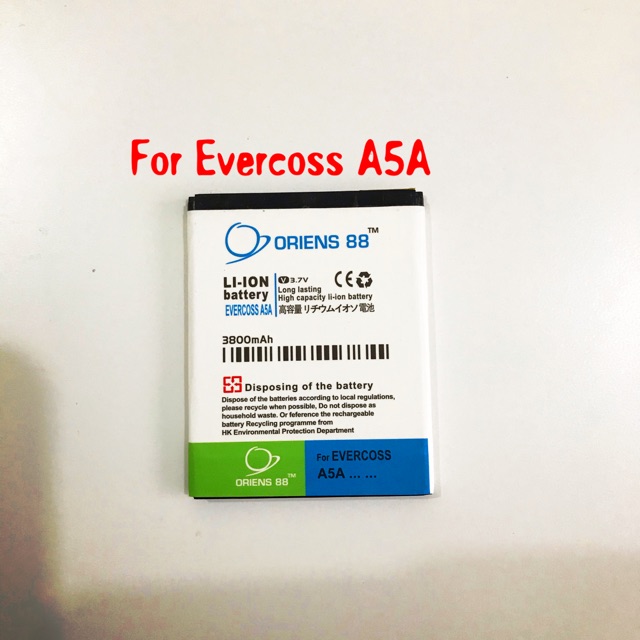 For Evercoss A5A
ORIENS 88™
LI-ION
battery
EVERCOSS A5A
V 3.7V
Long lasting
High capacity li-ion battery
高容量リチウムイオン電池
3800mAh
Disposing of the battery
Dispose of the batteries according to local regulations,
please recycle when possible, Do not dispose as
household waste. Or feference the rechargeable
battery Recycling programme from
HK Environmental Protection Department
ORIENS 88™
For EVERCOSS
A5A ... ...